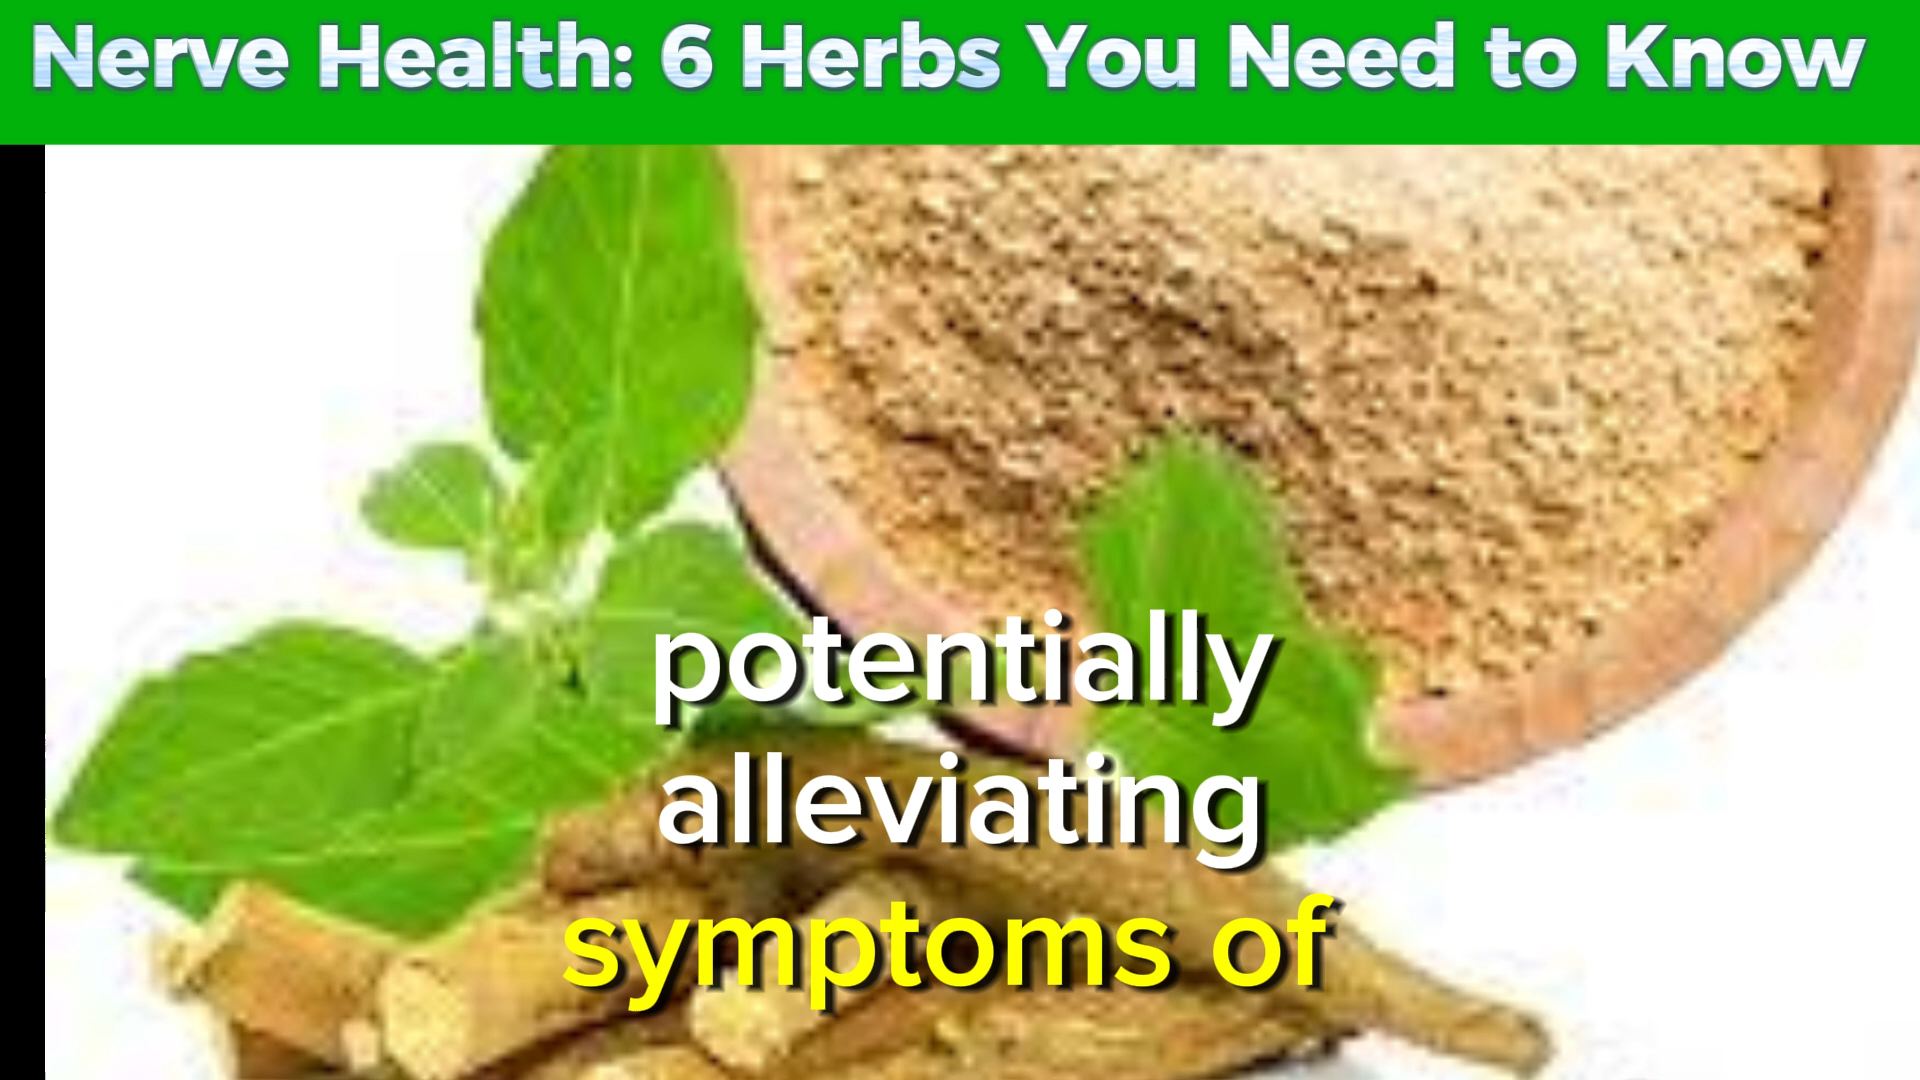 Nerve Health: 6 Herbs You Need to Know
potentially
alleviating
symptoms of